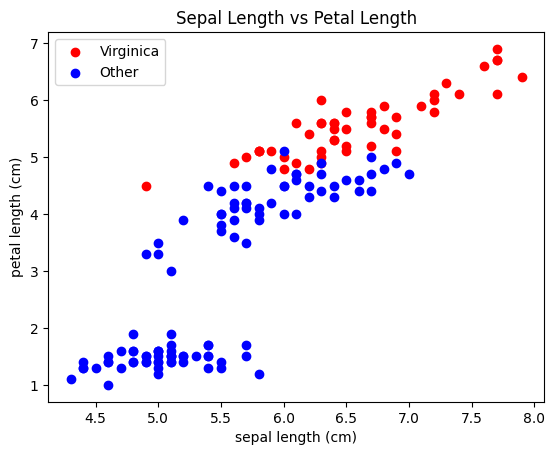 Sepal Length vs Petal Length
Virginica
Other
petal length (cm)
7
6
5
4
3
2
1
4.5 5.0 5.5 6.0 6.5 7.0 7.5 8.0
sepal length (cm)